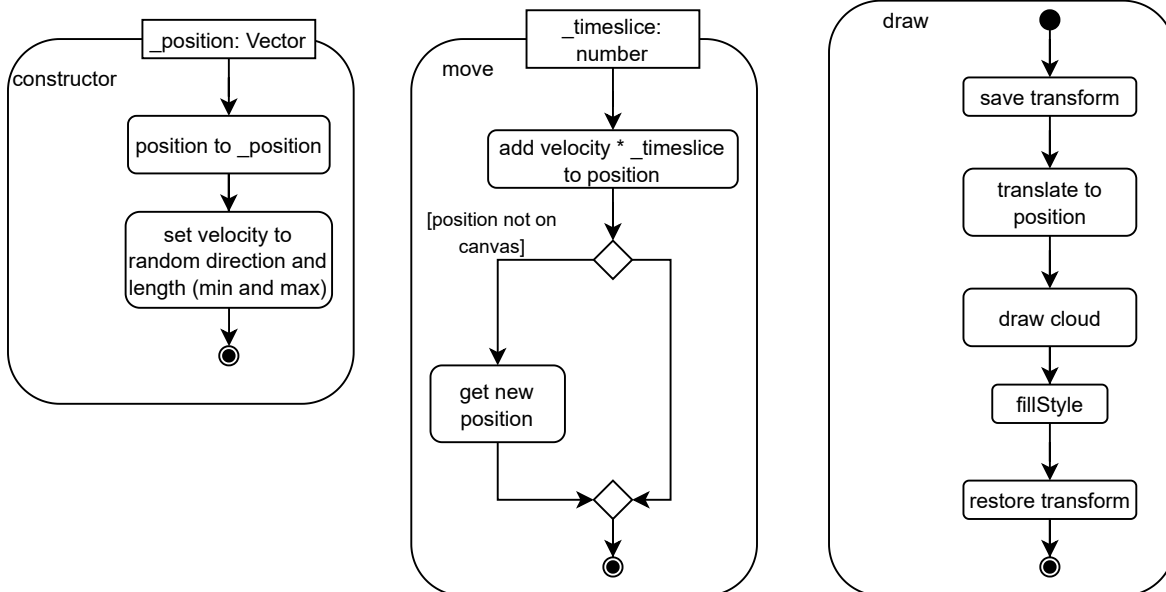 _position: Vector
constructor
position to _position
set velocity to
random direction and
length (min and max)
_timeslice:
number
move
add velocity * _timeslice
to position
[position not on
canvas]
get new
position
draw
save transform
translate to
position
draw cloud
fillStyle
restore transform